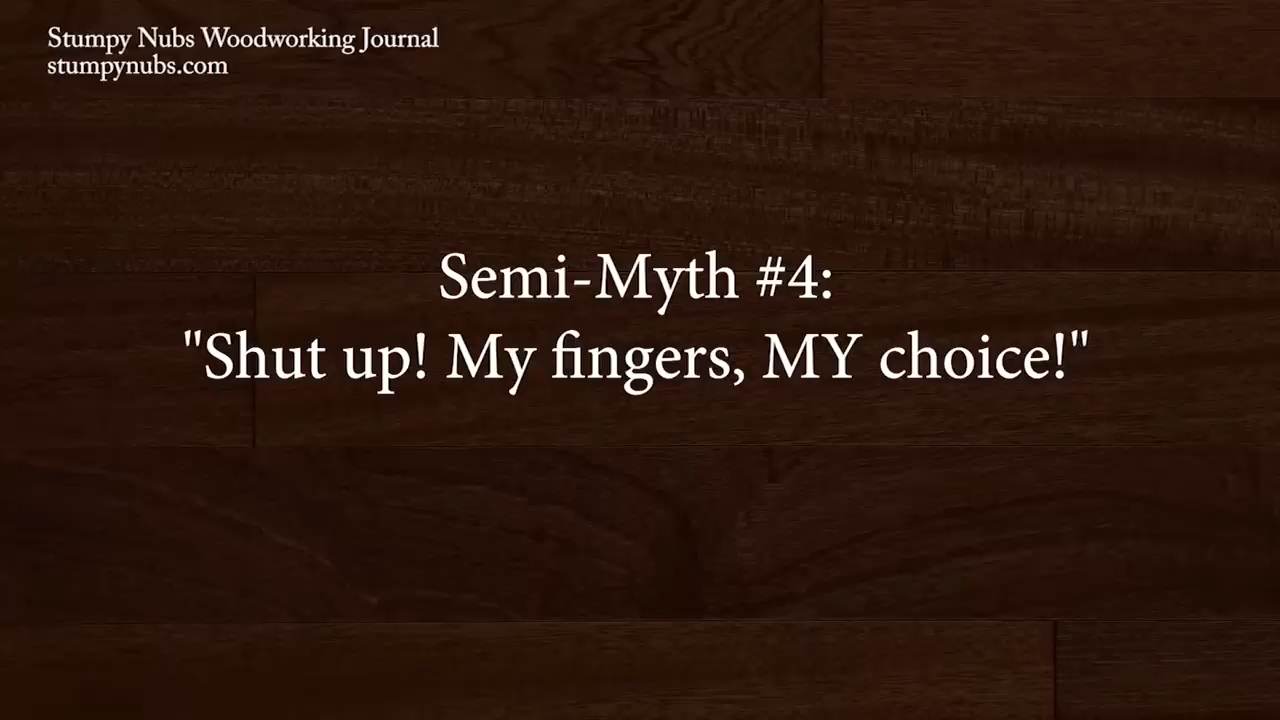 Stumpy Nubs Woodworking Journal
stumpynubs.com
Semi-Myth #4:
"Shut up! My fingers, MY choice!"